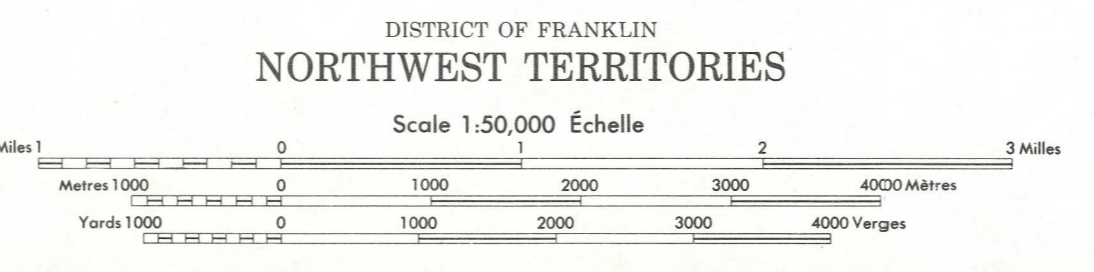 DISTRICT OF FRANKLIN
NORTHWEST TERRITORIES
Scale 1:50,000 Échelle
Miles 1 0 1 2 3 Milles
Metres 1000 0 1000 2000 3000 4000 Mètres
Yards 1000 0 1000 2000 3000 4000 Verges